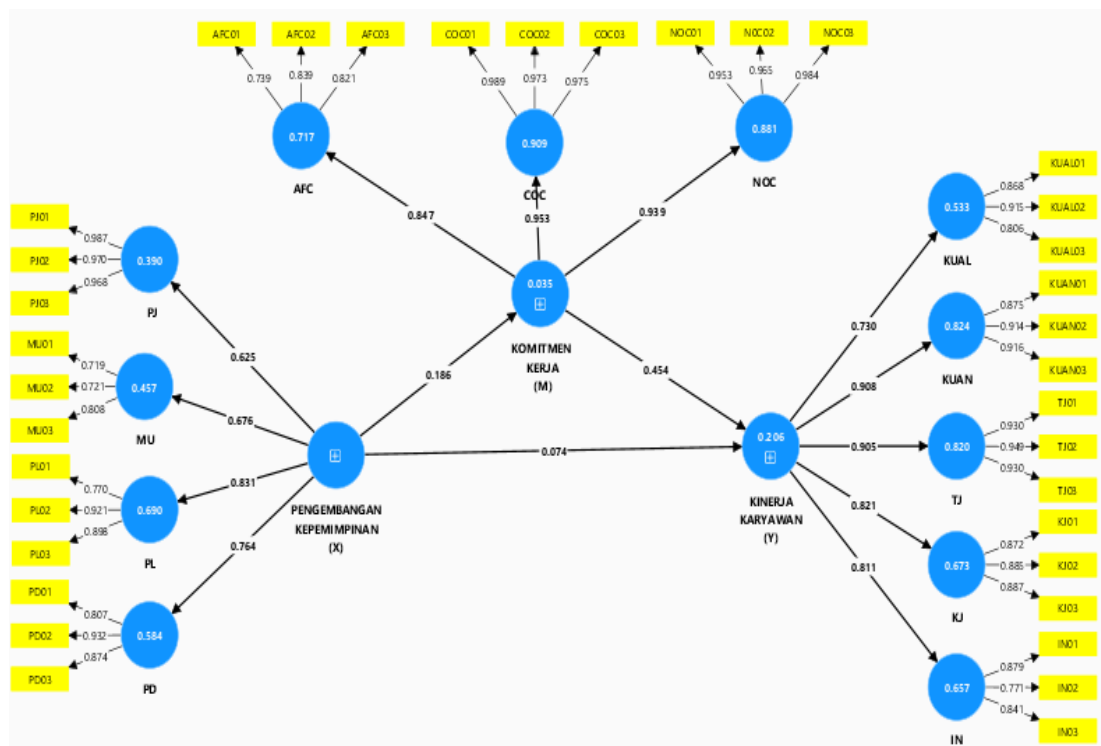 AFC01
AFC02
AFC03
COC01
COC02
COC03
NOC01
N0C02
NOC03
0.739
0.839
0.821
0.989
0.973
0.975
0.953
0.965
0.984
0.717
0.909
0.881
AFC
COC
NOC
0.847
0.953
0.939
PJ01
PJ02
PJ03
0.987
0.970
0.968
0.390
PJ
MU01
MU02
MU03
0.719
0.721
0.808
0.457
MU
PL01
PL02
PL03
0.770
0.921
0.898
0.690
PL
PD01
PD02
PD03
0.807
0.932
0.874
0.584
PD
0.625
0.676
0.831
0.764
PENGEMBANGAN
KEPEMIMPINAN
(X)
0.186
0.035
KOMITMEN
KERJA
(M)
0.454
0.074
0.206
KINERJA
KARYAWAN
(Y)
0.730
0.908
0.905
0.821
0.811
0.533
KUAL
0.868
0.915
0.806
KUAL01
KUAL02
KUAL03
0.824
KUAN
0.875
0.914
0.916
KUAN01
KUAN02
KUAN03
0.820
TJ
0.930
0.949
0.930
TJ01
TJ02
TJ03
0.673
KJ
0.872
0.885
0.887
KJ01
KJ02
KJ03
0.657
IN
0.879
0.771
0.841
IN01
IN02
IN03